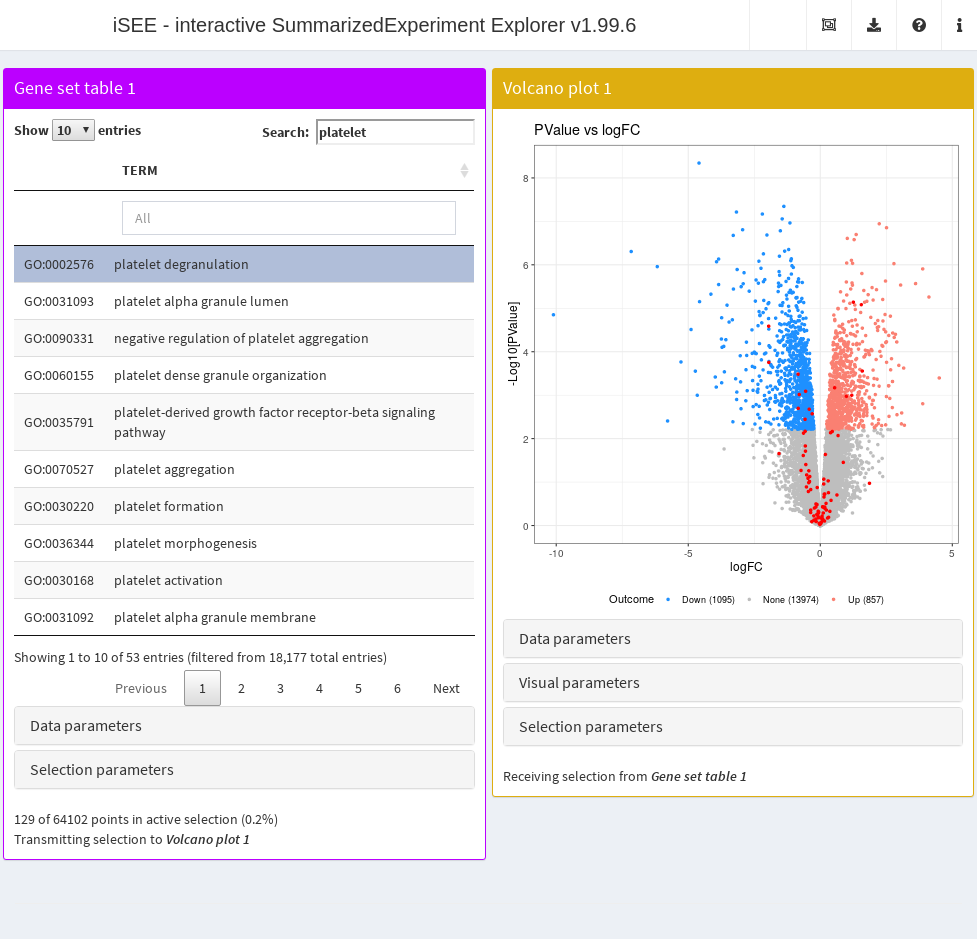 iSEE - interactive SummarizedExperiment Explorer v1.99.6
Gene set table 1
Show 10 entries
Search: platelet
TERM
All
GO:0002576 platelet degranulation
GO:0031093 platelet alpha granule lumen
GO:0090331 negative regulation of platelet aggregation
GO:0060155 platelet dense granule organization
GO:0035791 platelet-derived growth factor receptor-beta signaling
pathway
GO:0070527 platelet aggregation
GO:0030220 platelet formation
GO:0036344 platelet morphogenesis
GO:0030168 platelet activation
GO:0031092 platelet alpha granule membrane
Showing 1 to 10 of 53 entries (filtered from 18,177 total entries)
Previous 1 2 3 4 5 6 Next
Data parameters
Selection parameters
129 of 64102 points in active selection (0.2%)
Transmitting selection to Volcano plot 1
Volcano plot 1
PValue vs logFC
-Log10[PValue]
8
6
4
2
0
-10 -5 0 5
logFC
Outcome Down (1095) None (13974) Up (857)
Data parameters
Visual parameters
Selection parameters
Receiving selection from Gene set table 1